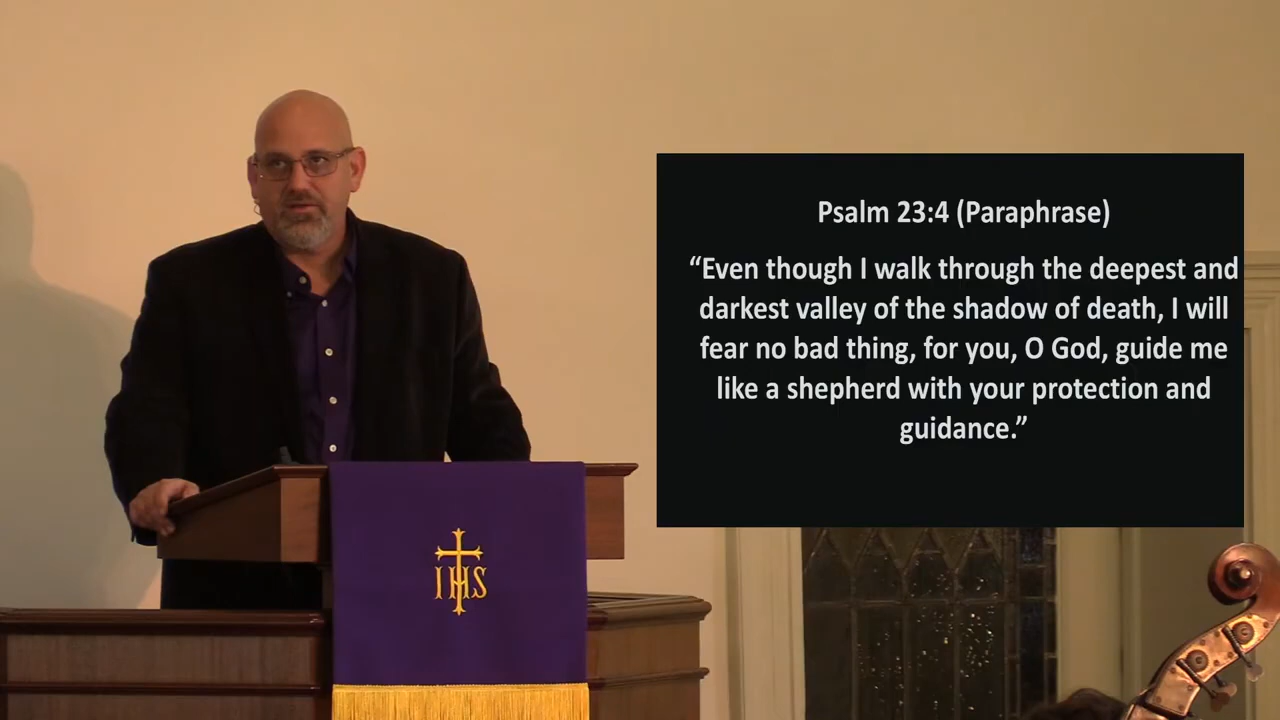 Psalm 23:4 (Paraphrase)
“Even though I walk through the deepest and
darkest valley of the shadow of death, I will
fear no bad thing, for you, O God, guide me
like a shepherd with your protection and
guidance.”
IHS